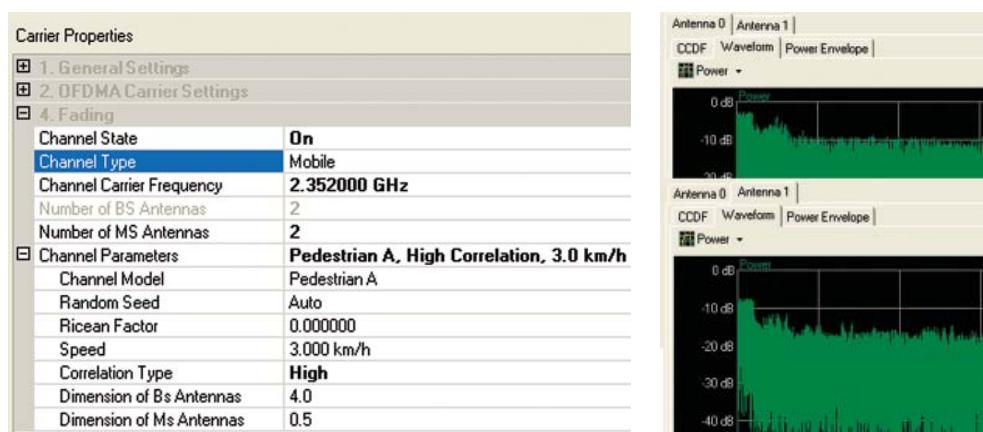 Carrier Properties
1. General Settings
2. OFDMA Carrier Settings
4. Fading
Channel State On
Channel Type Mobile
Channel Carrier Frequency 2.352000 GHz
Number of BS Antennas 2
Number of MS Antennas 2
Channel Parameters Pedestrian A, High Correlation, 3.0 km/h
Channel Model Pedestrian A
Random Seed Auto
Ricean Factor 0.000000
Speed 3.000 km/h
Correlation Type High
Dimension of Bs Antennas 4.0
Dimension of Ms Antennas 0.5
Antenna 0 Antenna 1
CCDF Waveform Power Envelope
Power
Power
0 dB
-10 dB
-20 dB
Antenna 0 Antenna 1
CCDF Waveform Power Envelope
Power
Power
0 dB
-10 dB
-20 dB
-30 dB
-40 dB